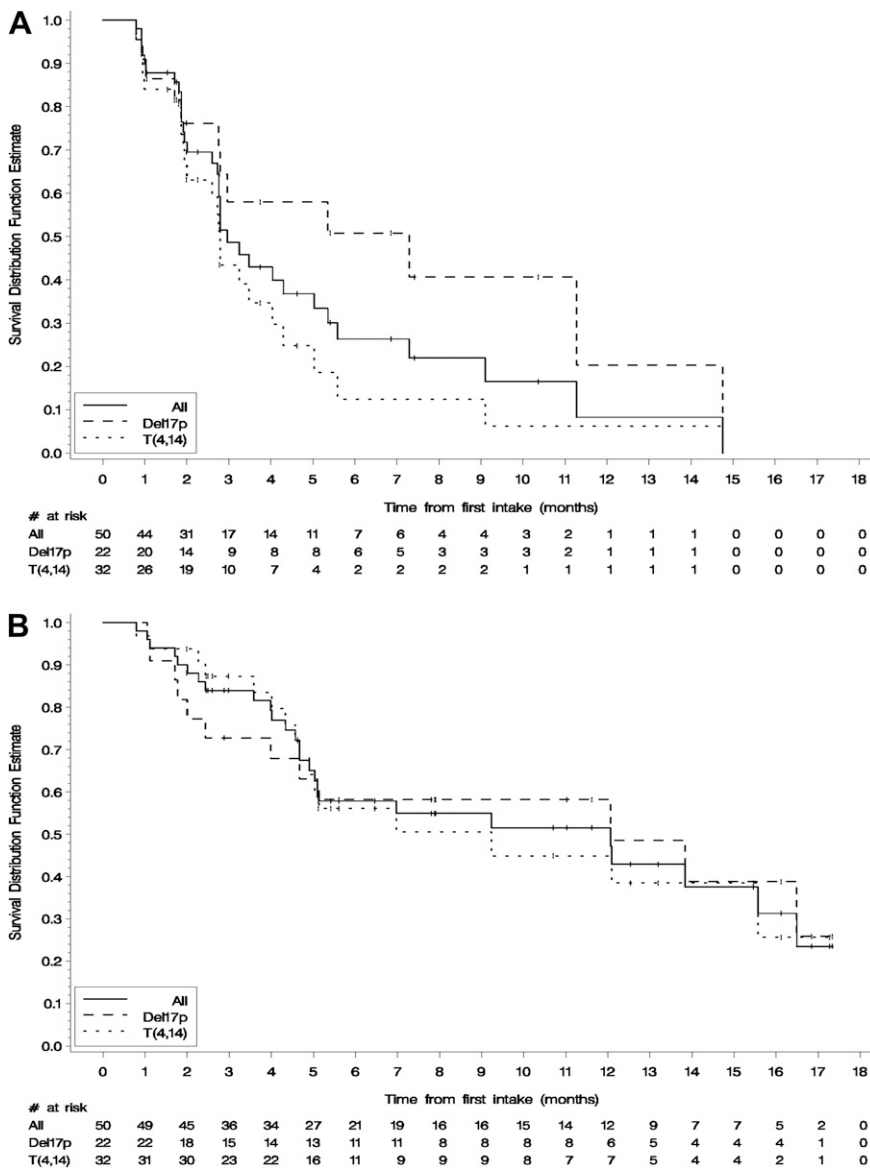 A
1.0
0.9
0.8
0.7
0.6
0.5
0.4
0.3
0.2
0.1
0.0
Survival Distribution Function Estimate
All
Del17p
T(4,14)
0 1 2 3 4 5 6 7 8 9 10 11 12 13 14 15 16 17 18
Time from first intake (months)
# at risk
All 50 44 31 17 14 11 7 6 4 4 3 2 1 1 1 0 0 0 0
Del17p 22 20 14 9 8 8 6 5 3 3 3 2 1 1 1 0 0 0 0
T(4,14) 32 26 19 10 7 4 2 2 2 2 1 1 1 1 1 0 0 0 0
B
1.0
0.9
0.8
0.7
0.6
0.5
0.4
0.3
0.2
0.1
0.0
Survival Distribution Function Estimate
All
Del17p
T(4,14)
0 1 2 3 4 5 6 7 8 9 10 11 12 13 14 15 16 17 18
Time from first intake (months)
# at risk
All 50 49 45 36 34 27 21 19 16 16 15 14 12 9 7 7 5 2 0
Del17p 22 22 18 15 14 13 11 11 8 8 8 8 6 5 4 4 4 1 0
T(4,14) 32 31 30 23 22 16 11 9 9 9 8 7 7 5 4 4 2 1 0